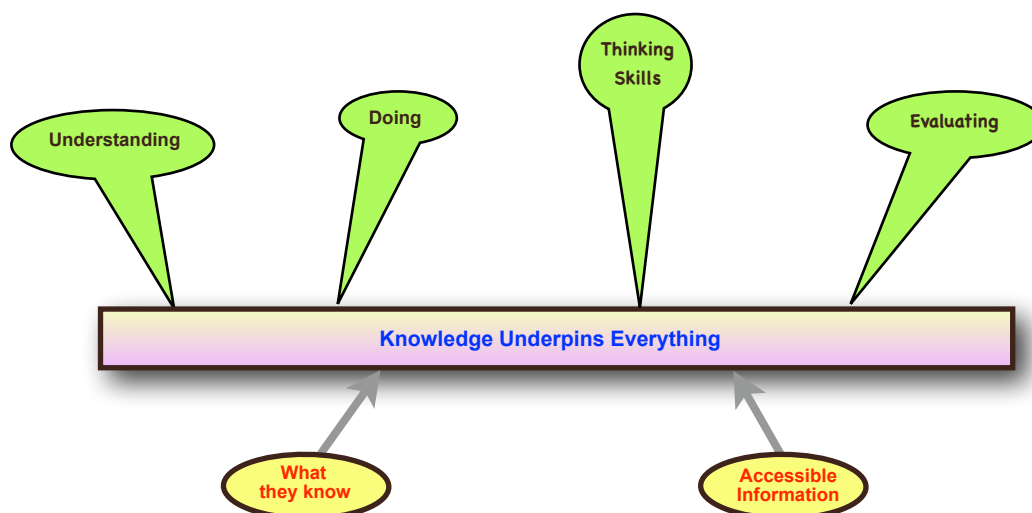 Understanding
Doing
Thinking
Skills
Evaluating
Knowledge Underpins Everything
What
they know
Accessible
Information